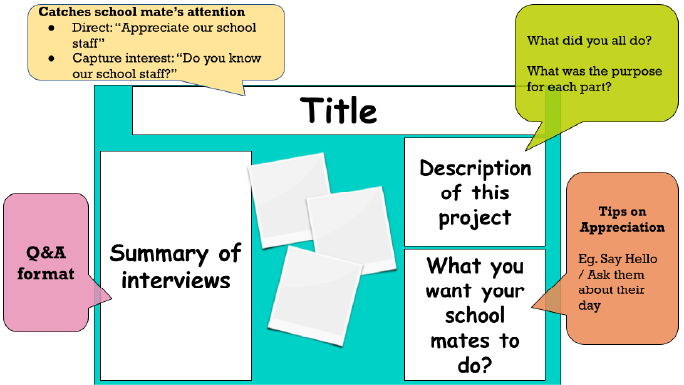 Catches school mate's attention
● Direct: "Appreciate our school
staff"
● Capture interest: "Do you know
our school staff?"
What did you all do?
What was the purpose
for each part?
Title
Description
of this
project
Summary of
interviews
Q&A
format
Tips on
Appreciation
Eg. Say Hello
/ Ask them
about their
day
What you
want your
school
mates to
do?